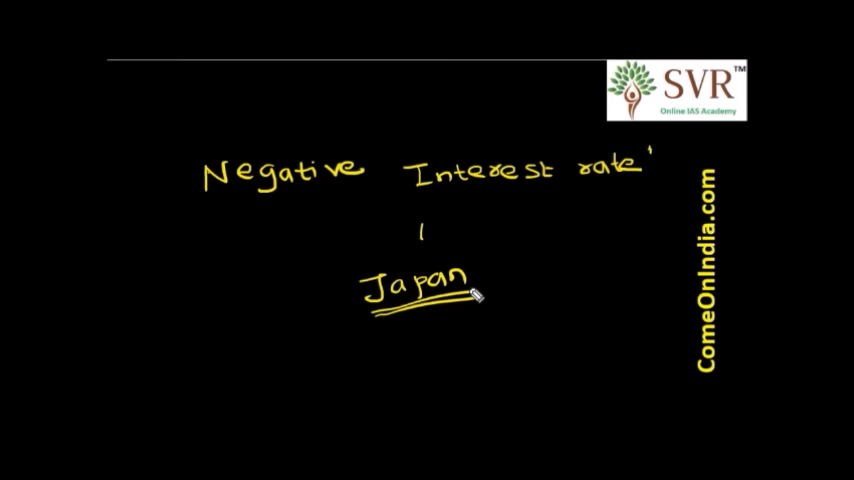 SVR™
Online IAS Academy
Negative Interest rate
Japan
ComeOnIndia.com